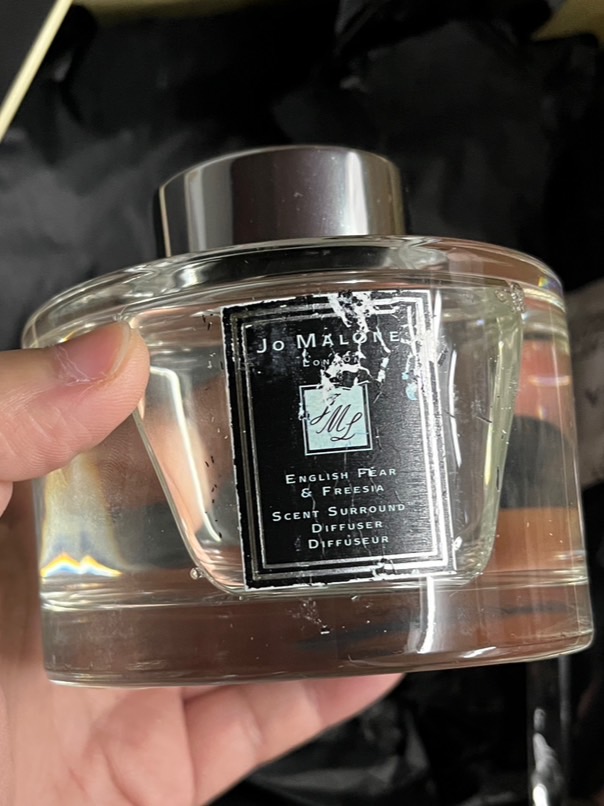 Jo Malone
London
JML
English Pear
& Freesia
Scent Surround
Diffuser
Diffuseur